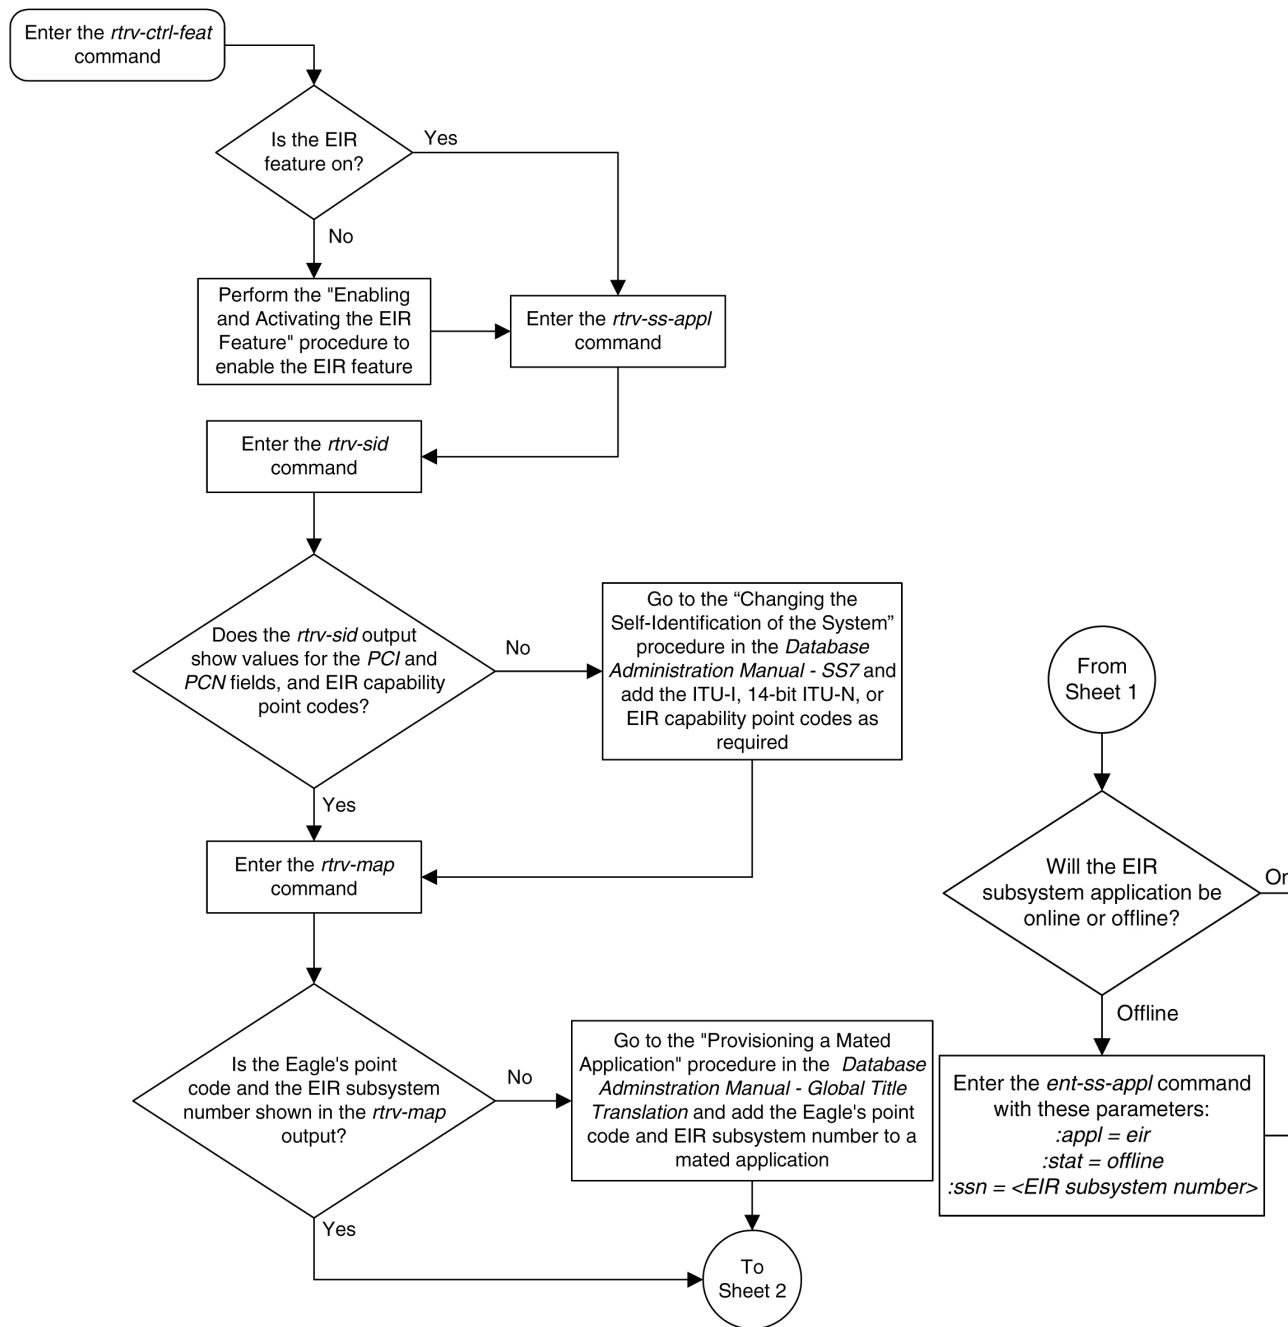 Enter the rtrv-ctrl-feat
command
Is the EIR
feature on?
Yes
No
Perform the "Enabling
and Activating the EIR
Feature" procedure to
enable the EIR feature
Enter the rtrv-ss-appl
command
Enter the rtrv-sid
command
Does the rtrv-sid output
show values for the PCI and
PCN fields, and EIR capability
point codes?
No
Go to the “Changing the
Self-Identification of the System”
procedure in the Database
Administration Manual - SS7 and
add the ITU-I, 14-bit ITU-N, or
EIR capability point codes as
required
Yes
Enter the rtrv-map
command
Is the Eagle's point
code and the EIR subsystem
number shown in the rtrv-map
output?
No
Go to the "Provisioning a Mated
Application" procedure in the Database
Adminstration Manual - Global Title
Translation and add the Eagle's point
code and EIR subsystem number to a
mated application
Yes
To
Sheet 2
From
Sheet 1
Will the EIR
subsystem application be
online or offline?
Offline
Enter the ent-ss-appl command
with these parameters:
:appl = eir
:stat = offline
:ssn = <EIR subsystem number>